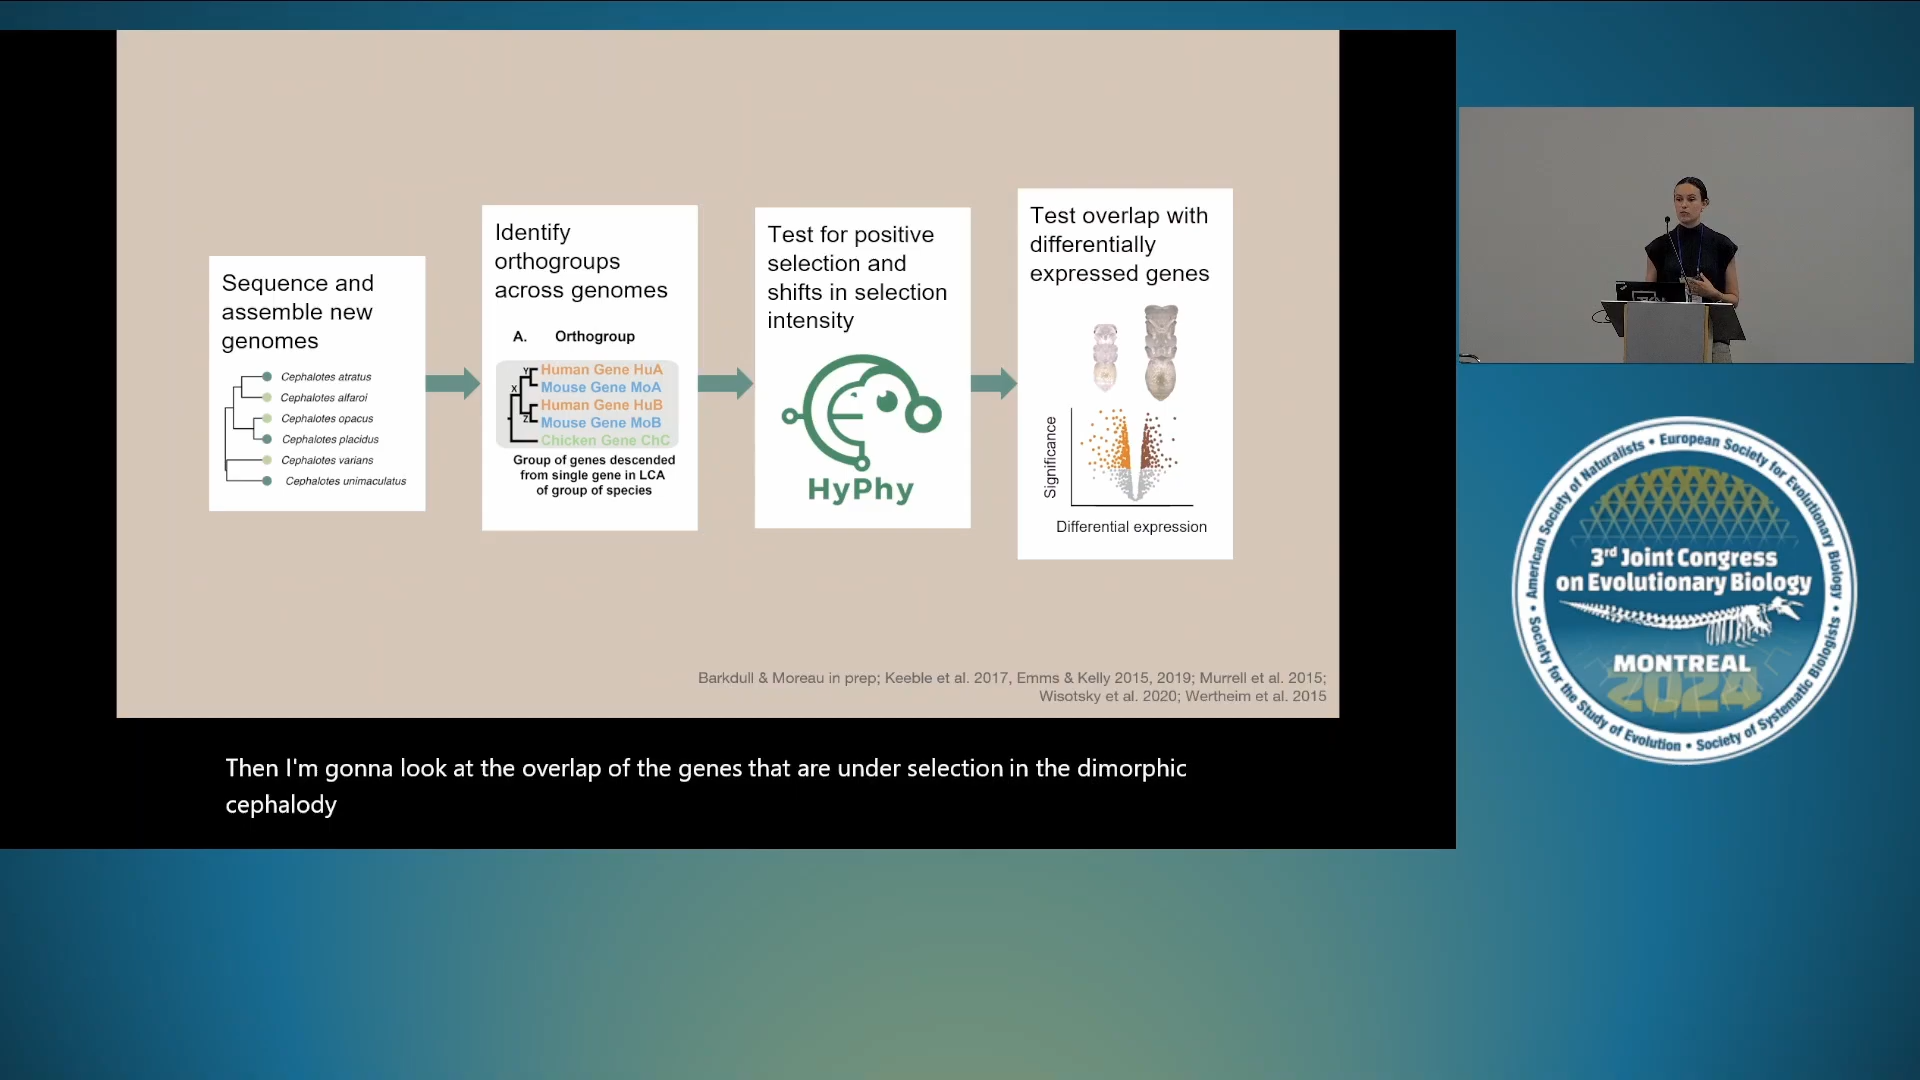 Sequence and
assemble new
genomes
Cephalotes atratus
Cephalotes alfaroi
Cephalotes opacus
Cephalotes placidus
Cephalotes varians
Cephalotes unimaculatus
Identify
orthogroups
across genomes
A. Orthogroup
Y
Human Gene HuA
Mouse Gene MoA
X
Human Gene HuB
Z
Mouse Gene MoB
Chicken Gene ChC
Group of genes descended
from single gene in LCA
of group of species
Test for positive
selection and
shifts in selection
intensity
HyPhy
Test overlap with
differentially
expressed genes
Significance
Differential expression
Barkdull & Moreau in prep; Keeble et al. 2017, Emms & Kelly 2015, 2019; Murrell et al. 2015;
Wisotsky et al. 2020; Wertheim et al. 2015
Then I'm gonna look at the overlap of the genes that are under selection in the dimorphic
cephalody
American Society of Naturalists • European Society for Evolutionary Biology •
Society for the Study of Evolution • Society of Systematic Biologists •
3rd Joint Congress
on Evolutionary Biology
MONTREAL
2024